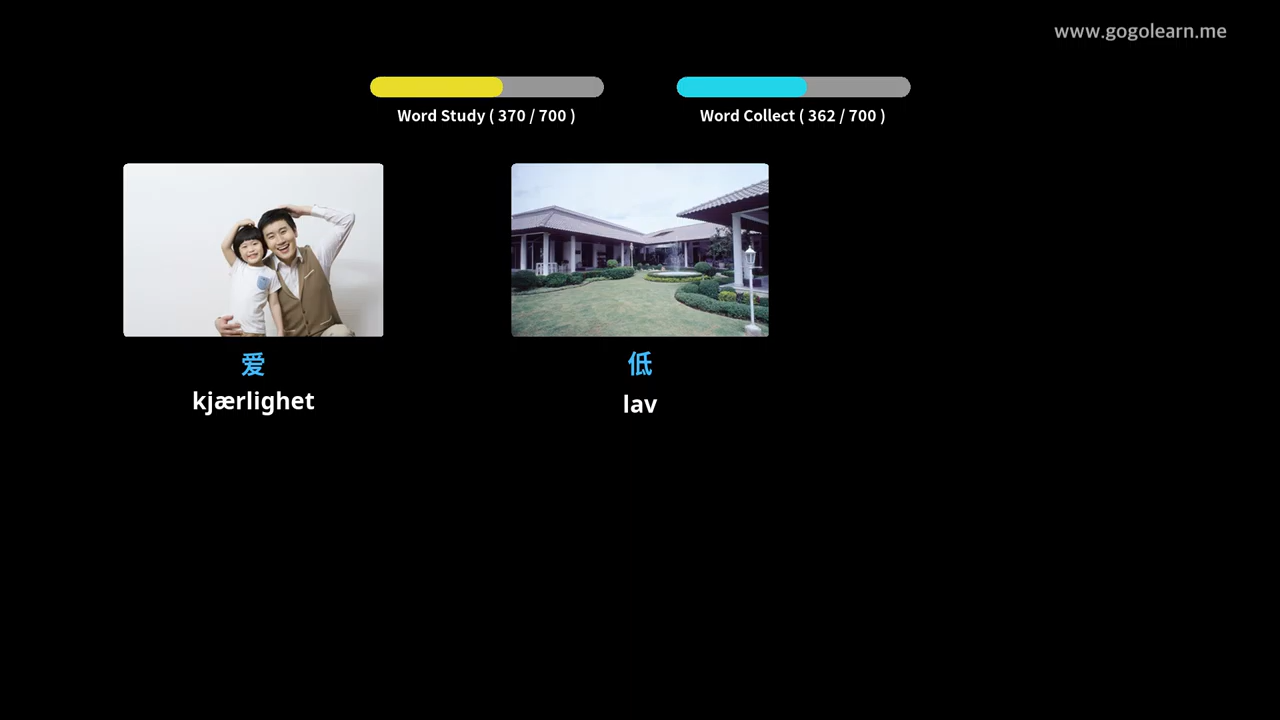 www.gogolearn.me
Word Study ( 370 / 700 )
Word Collect ( 362 / 700 )
爱
kjærlighet
低
lav